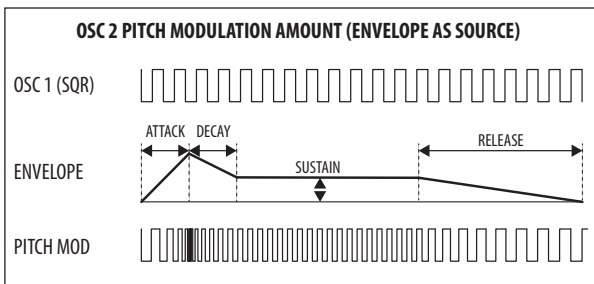 OSC 2 PITCH MODULATION AMOUNT (ENVELOPE AS SOURCE)
OSC 1 (SQR)
ATTACK DECAY RELEASE
ENVELOPE SUSTAIN
PITCH MOD